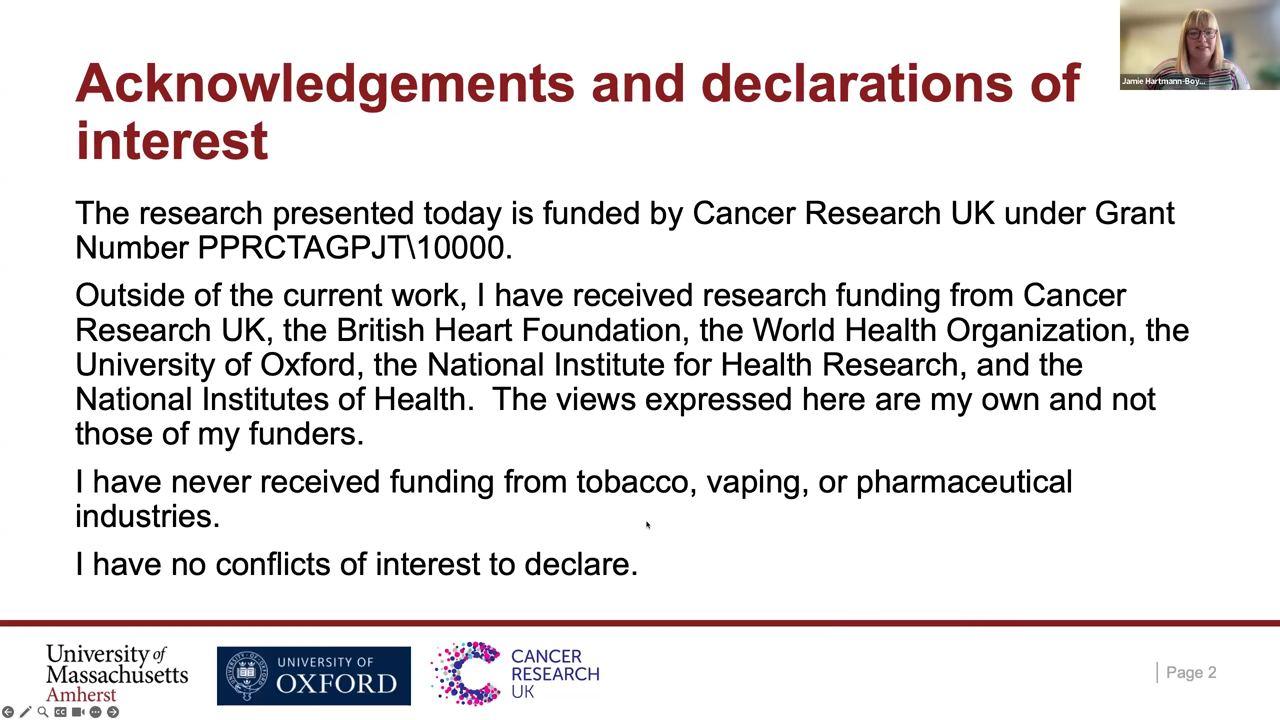 Acknowledgements and declarations of
interest
Jamie Hartmann-Boy...
The research presented today is funded by Cancer Research UK under Grant
Number PPRCTAGPJT\10000.
Outside of the current work, I have received research funding from Cancer
Research UK, the British Heart Foundation, the World Health Organization, the
University of Oxford, the National Institute for Health Research, and the
National Institutes of Health.  The views expressed here are my own and not
those of my funders.
I have never received funding from tobacco, vaping, or pharmaceutical
industries.
I have no conflicts of interest to declare.
University of
Massachusetts
Amherst
UNIVERSITY OF
OXFORD
CANCER
RESEARCH
UK
Page 2